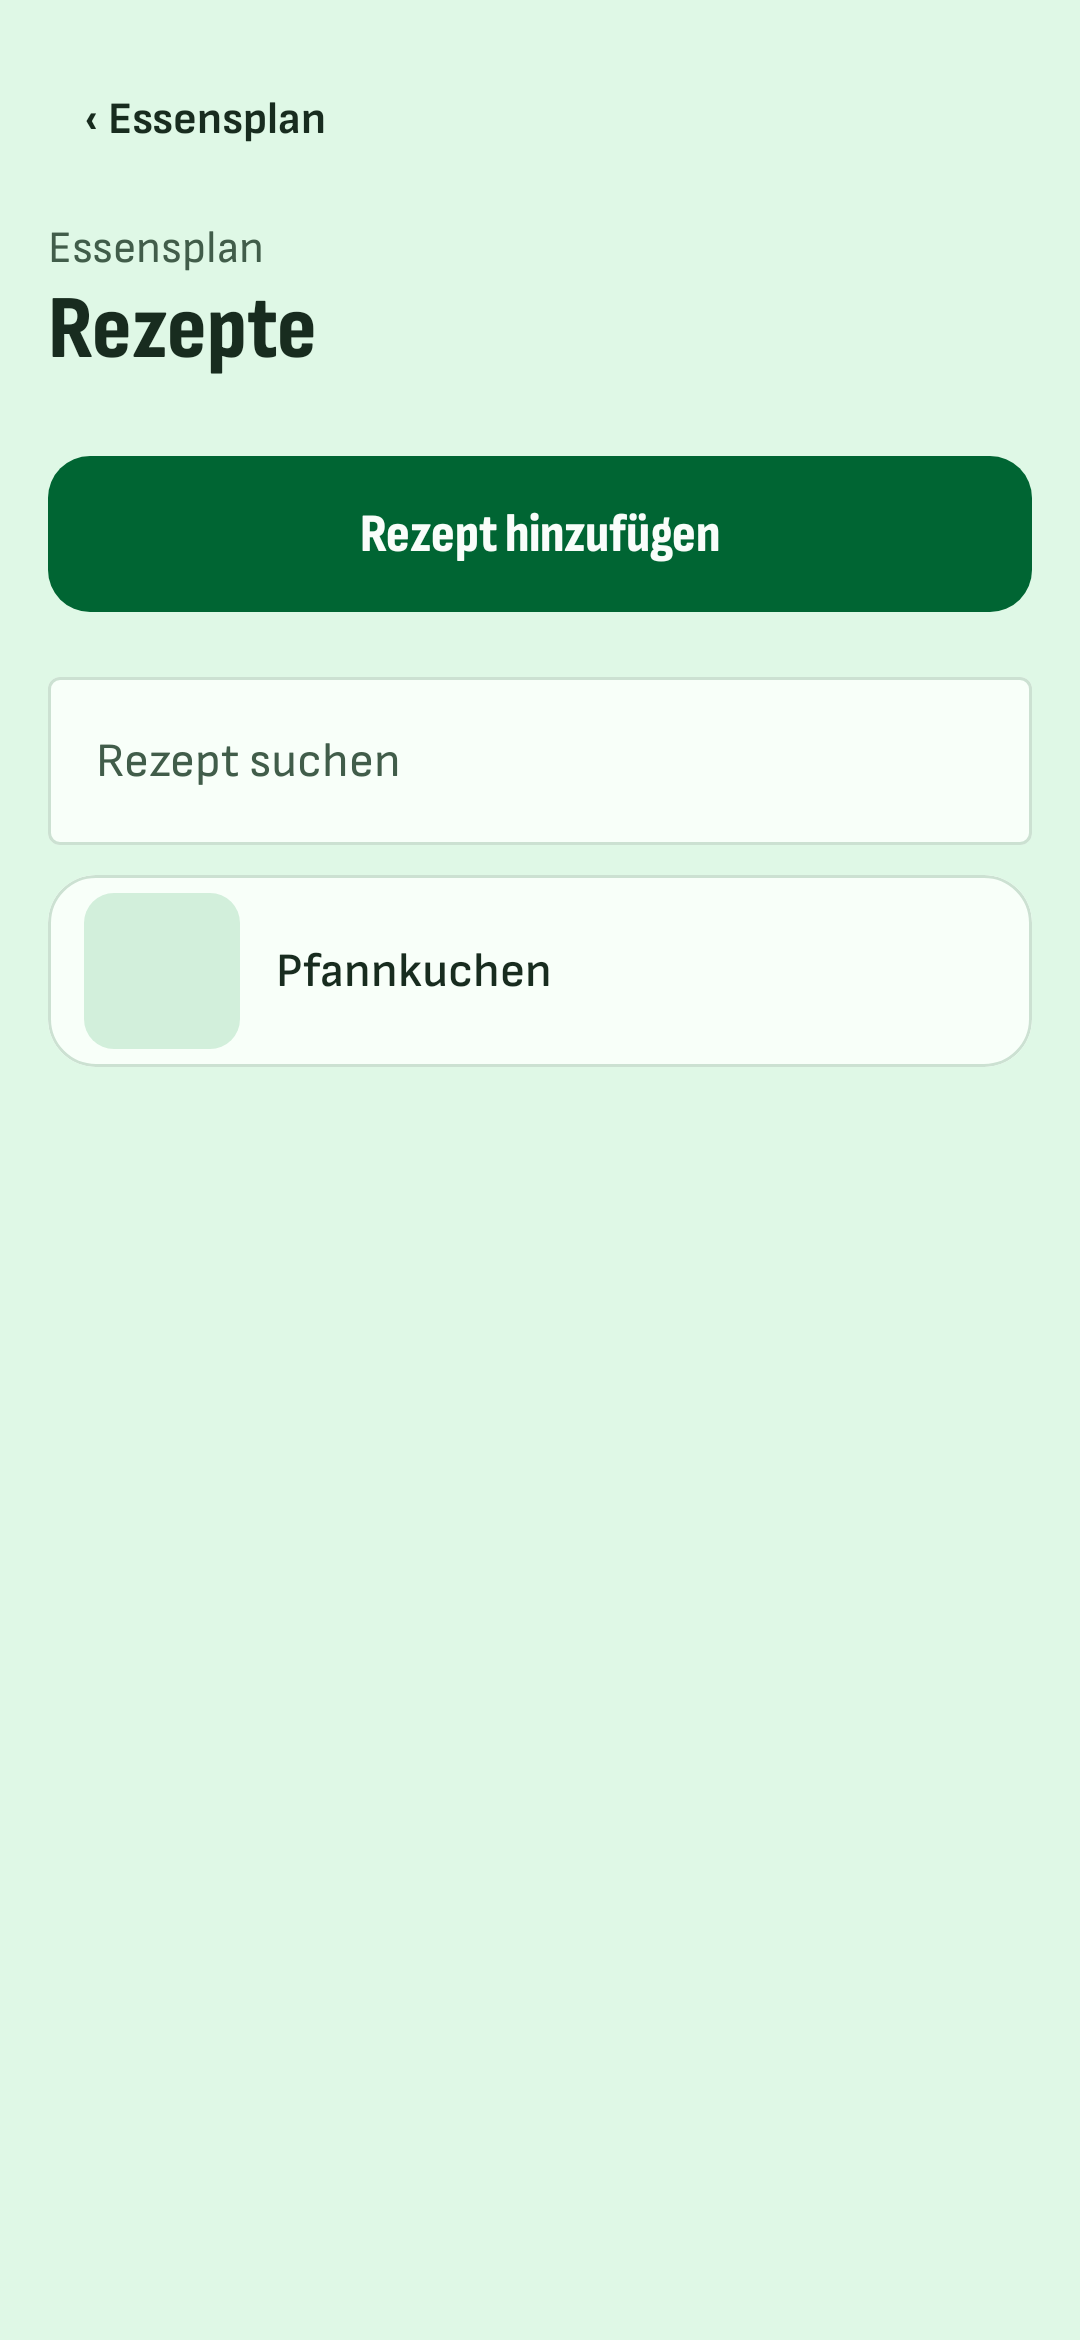 ‹ Essensplan
Essensplan
Rezepte
Rezept hinzufügen
Rezept suchen
Pfannkuchen